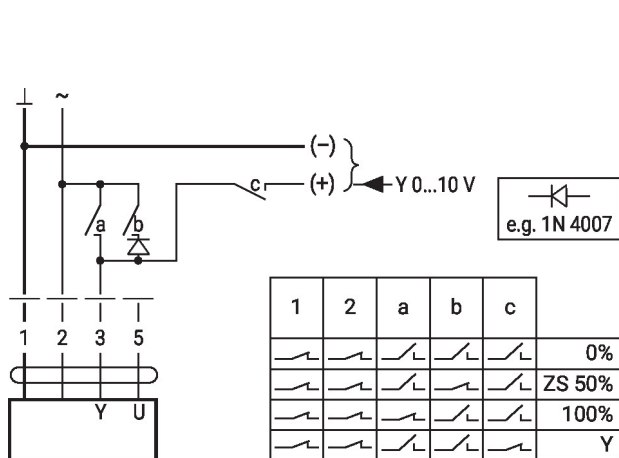 ⊥ ~
(–)
c (+) Y 0...10 V
a b
e.g. 1N 4007
1 2 3 5
Y U
1 2 a b c
0%
ZS 50%
100%
Y